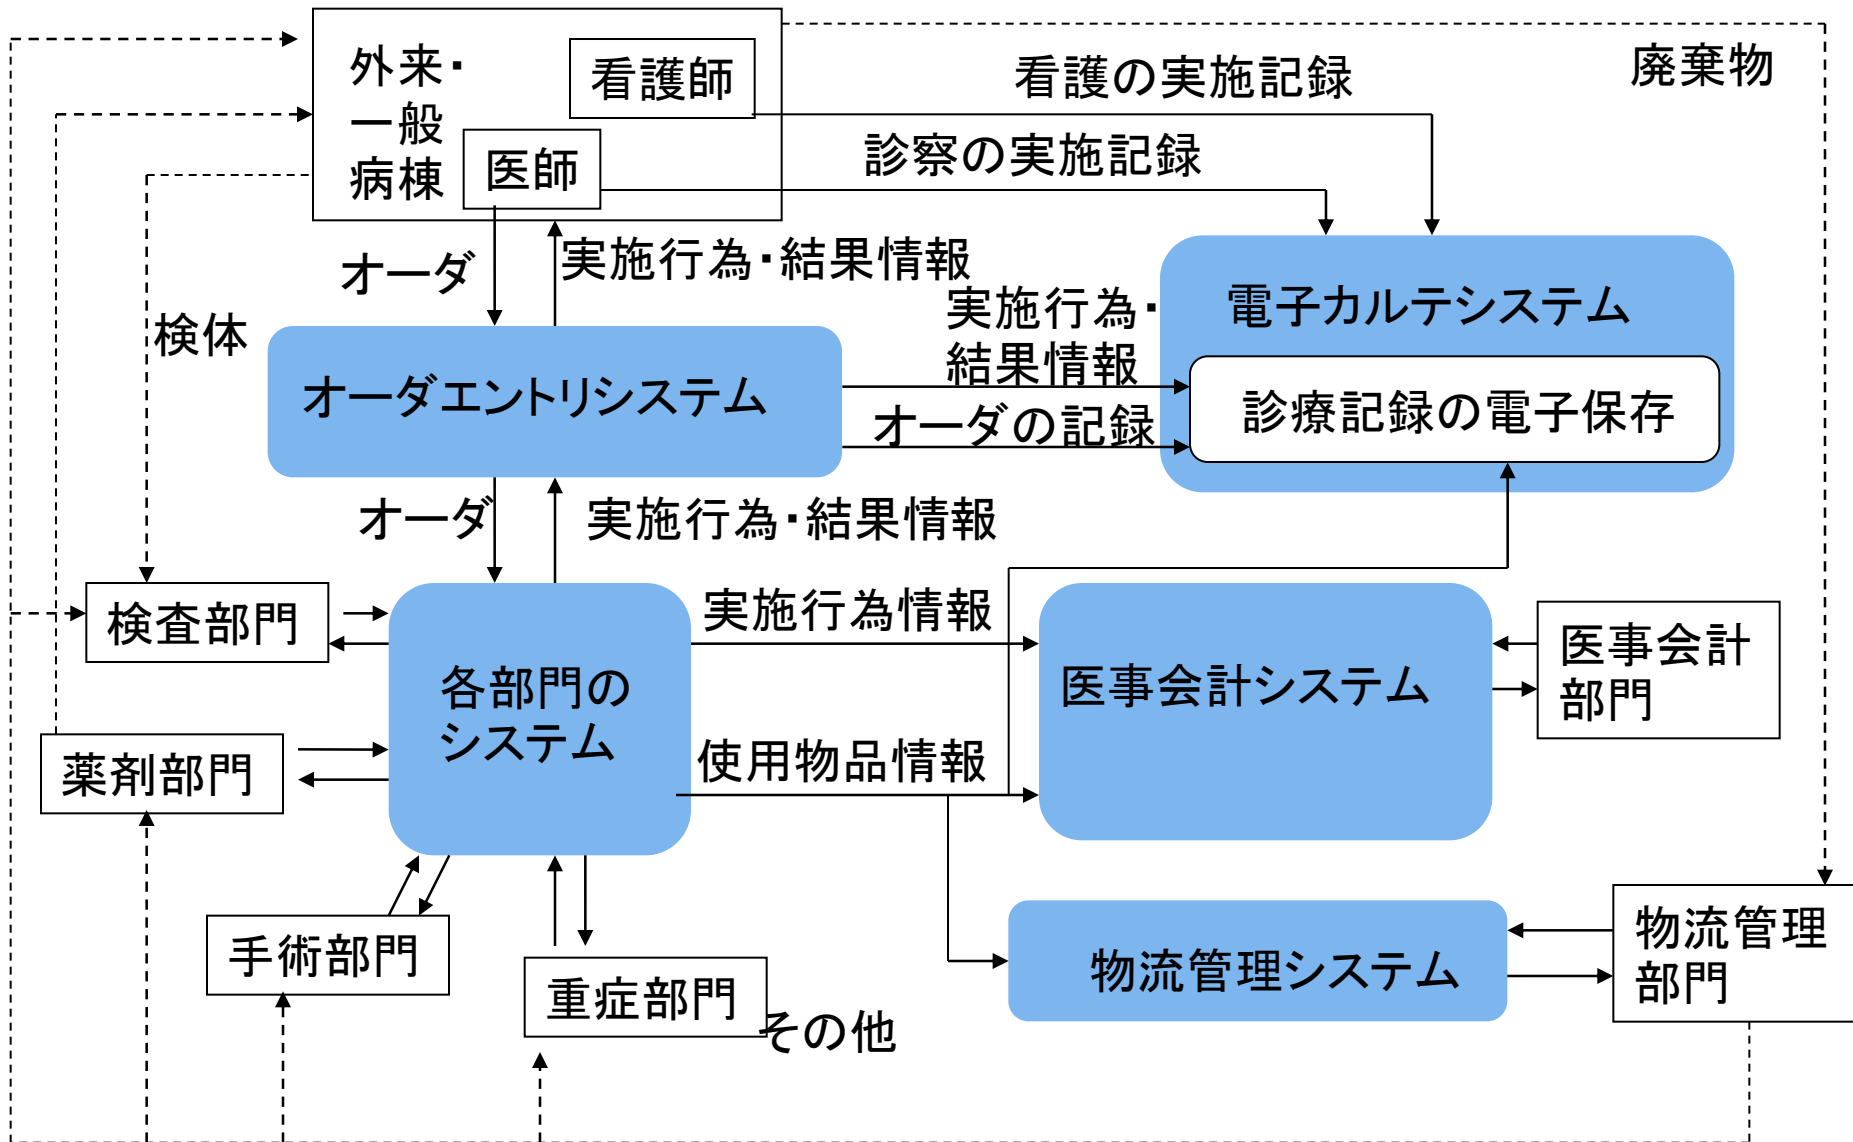 外来・
一般
病棟
看護師
医師
看護の実施記録
診察の実施記録
廃棄物
オーダ
実施行為・結果情報
検体
実施行為・
結果情報
電子カルテシステム
オーダエントリシステム
オーダの記録
診療記録の電子保存
オーダ
実施行為・結果情報
検査部門
各部門の
システム
実施行為情報
医事会計システム
医事会計
部門
薬剤部門
使用物品情報
手術部門
重症部門
その他
物流管理システム
物流管理
部門